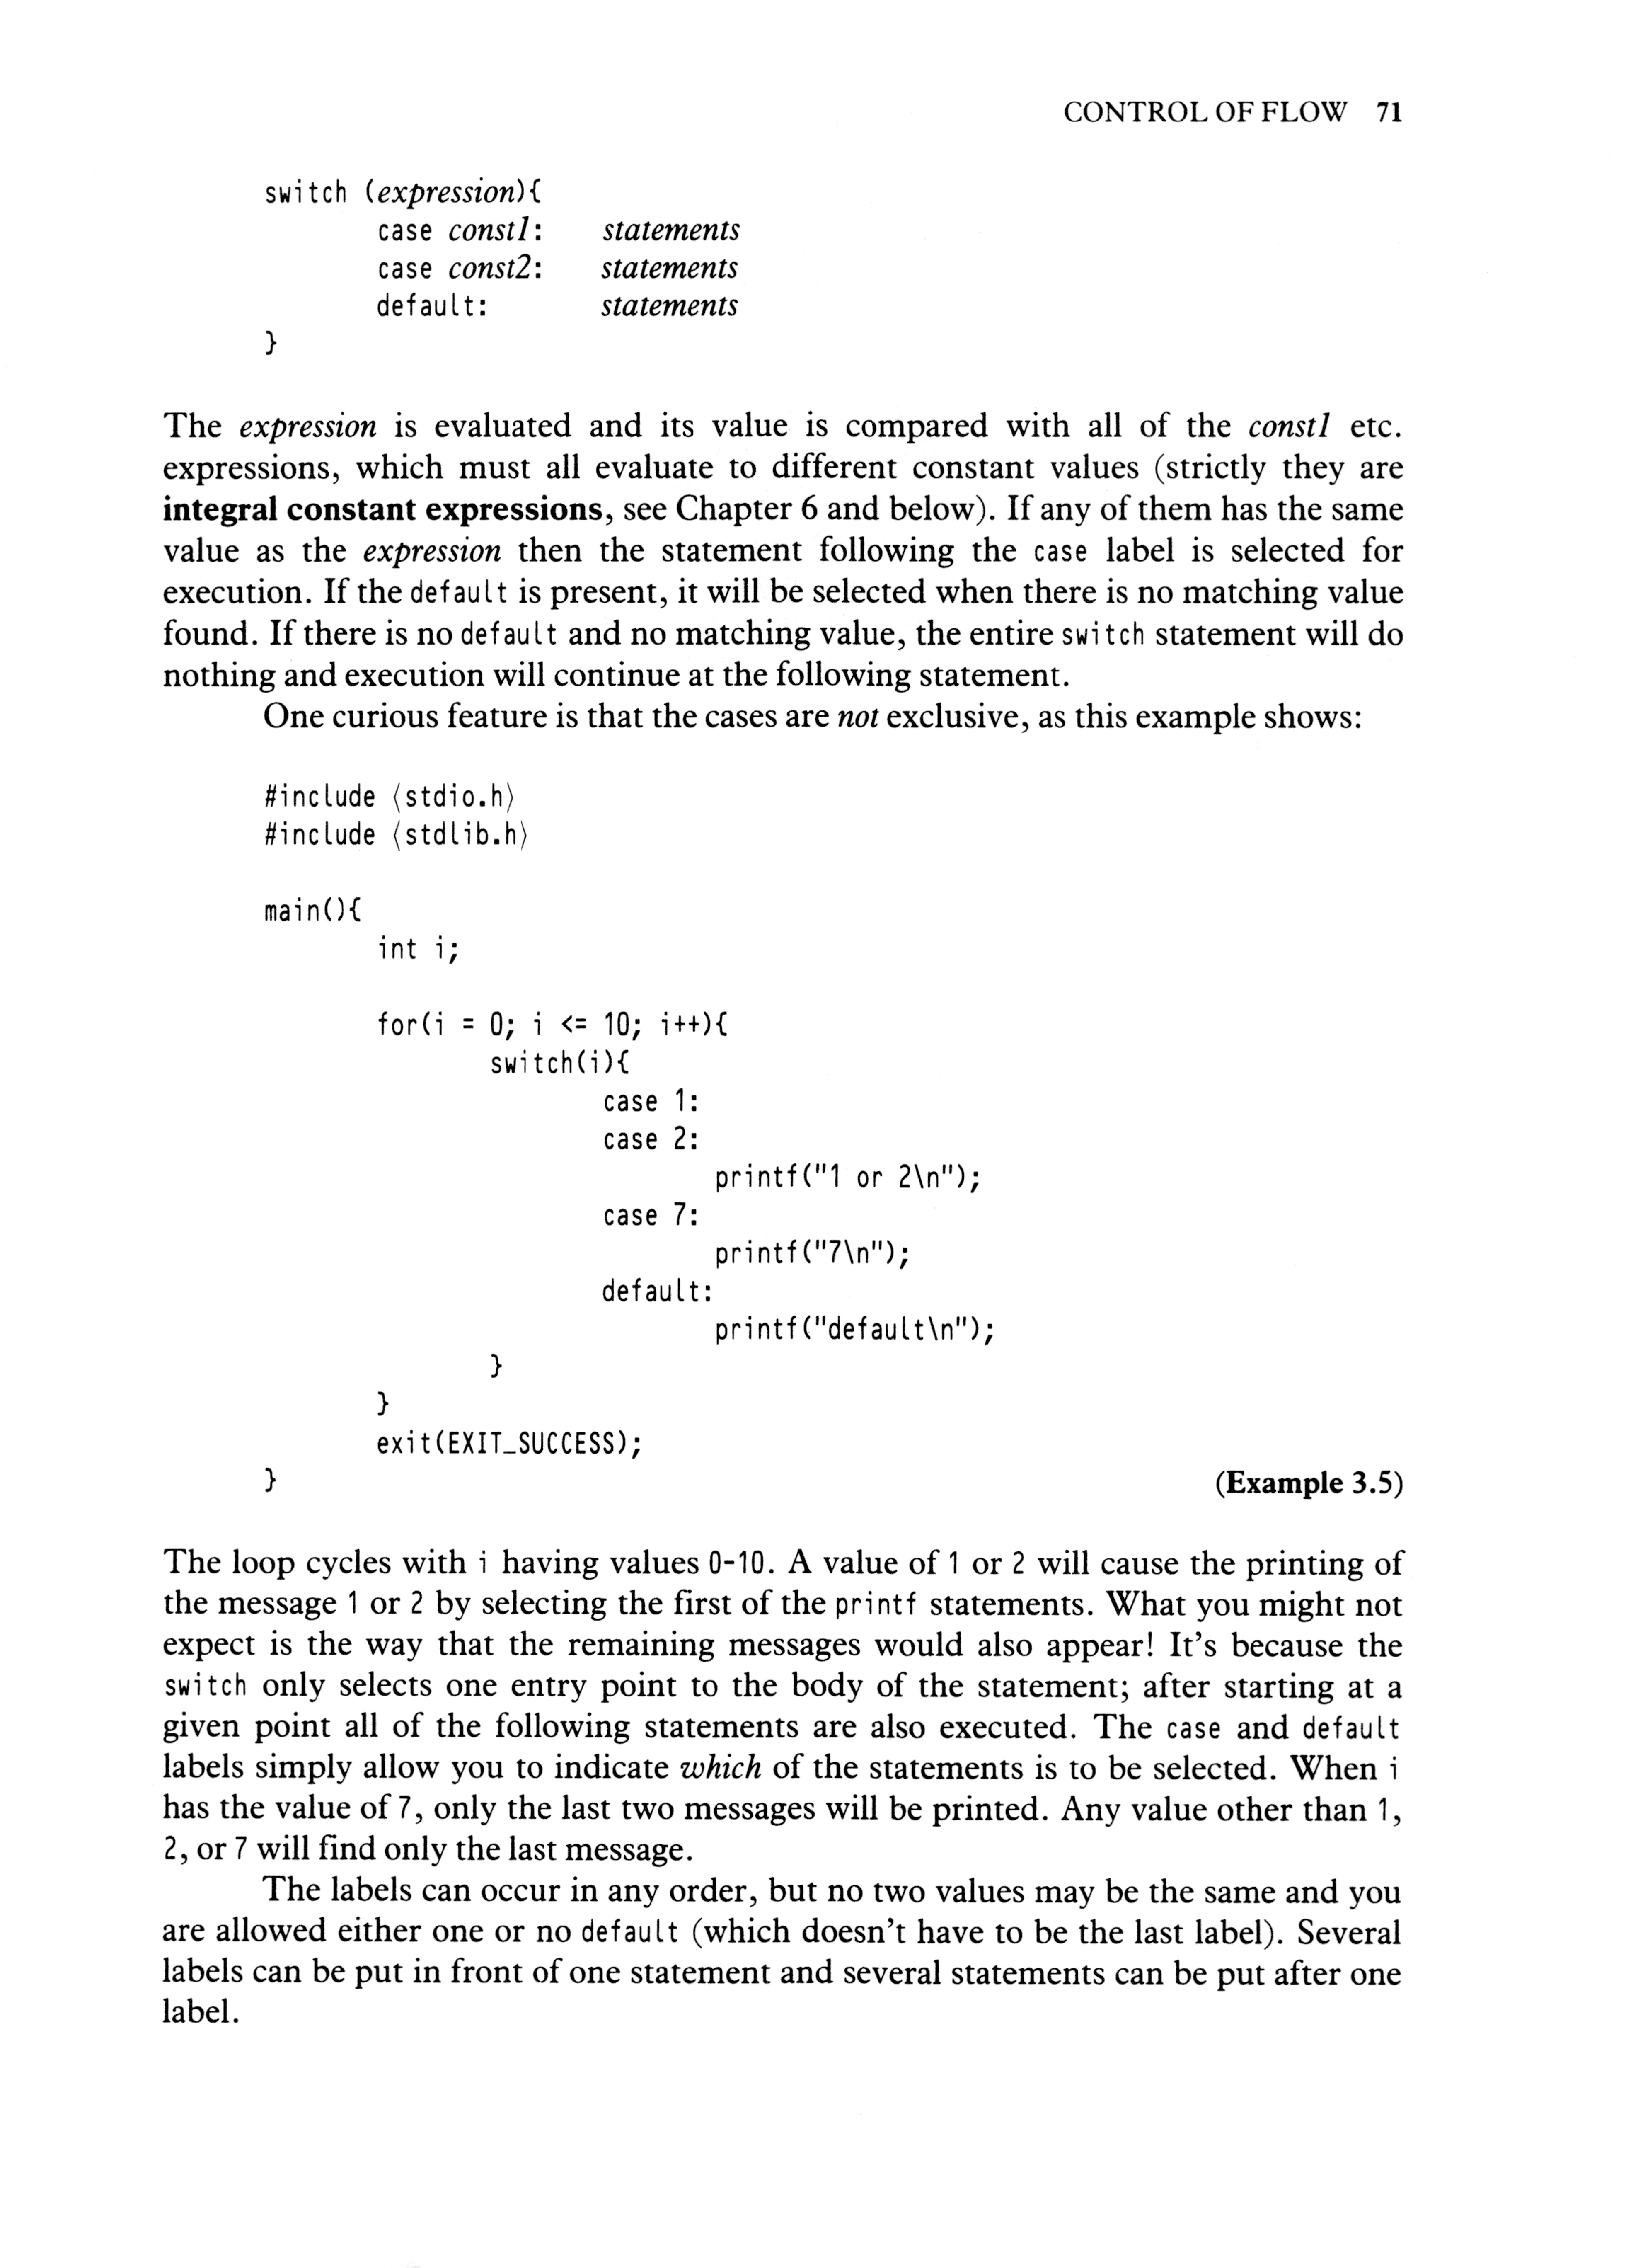 CONTROL OF FLOW 71
switch (expression){
case const1: statements
case const2: statements
default: statements
}
The expression is evaluated and its value is compared with all of the const1 etc.
expressions, which must all evaluate to different constant values (strictly they are
integral constant expressions, see Chapter 6 and below). If any of them has the same
value as the expression then the statement following the case label is selected for
execution. If the default is present, it will be selected when there is no matching value
found. If there is no default and no matching value, the entire switch statement will do
nothing and execution will continue at the following statement.
One curious feature is that the cases are not exclusive, as this example shows:
#include ⟨stdio.h⟩
#include ⟨stdlib.h⟩
main(){
int i;
for(i = 0; i <= 10; i++){
switch(i){
case 1:
case 2:
printf("1 or 2\n");
case 7:
printf("7\n");
default:
printf("default\n");
}
}
exit(EXIT_SUCCESS);
} (Example 3.5)
The loop cycles with i having values 0-10. A value of 1 or 2 will cause the printing of
the message 1 or 2 by selecting the first of the printf statements. What you might not
expect is the way that the remaining messages would also appear! It's because the
switch only selects one entry point to the body of the statement; after starting at a
given point all of the following statements are also executed. The case and default
labels simply allow you to indicate which of the statements is to be selected. When i
has the value of 7, only the last two messages will be printed. Any value other than 1,
2, or 7 will find only the last message.
The labels can occur in any order, but no two values may be the same and you
are allowed either one or no default (which doesn't have to be the last label). Several
labels can be put in front of one statement and several statements can be put after one
label.